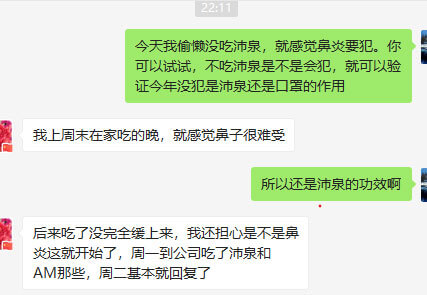 22:11
今天我偷懒没吃沛泉，就感觉鼻炎要犯。你
可以试试，不吃沛泉是不是会犯，就可以验
证今年没犯是沛泉还是口罩的作用
我上周末在家吃的晚，就感觉鼻子很难受
所以还是沛泉的功效啊
后来吃了没完全缓上来，我还担心是不是鼻
炎这就开始了，周一到公司吃了沛泉和
AM那些，周二基本就回复了